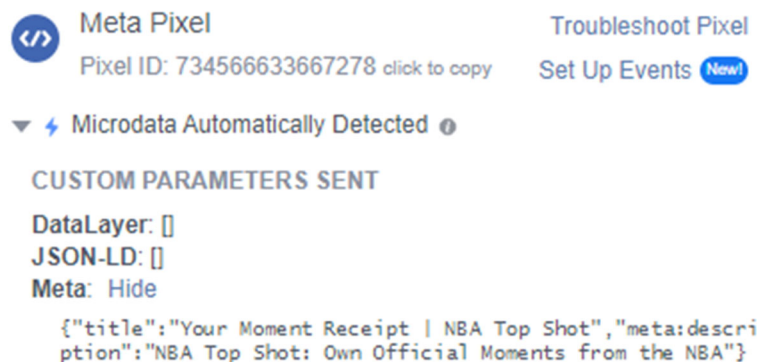 Meta Pixel
Troubleshoot Pixel
Pixel ID: 734566633667278 click to copy
Set Up Events New!
Microdata Automatically Detected
CUSTOM PARAMETERS SENT
DataLayer: []
JSON-LD: []
Meta: Hide
{"title":"Your Moment Receipt | NBA Top Shot","meta:descri
ption":"NBA Top Shot: Own Official Moments from the NBA"}